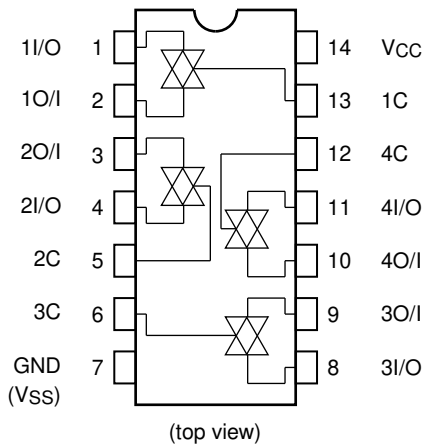 1I/O 1 14 VCC
1O/I 2 13 1C
2O/I 3 12 4C
2I/O 4 11 4I/O
2C 5 10 4O/I
3C 6 9 3O/I
GND 7 8 3I/O
(VSS)
(top view)